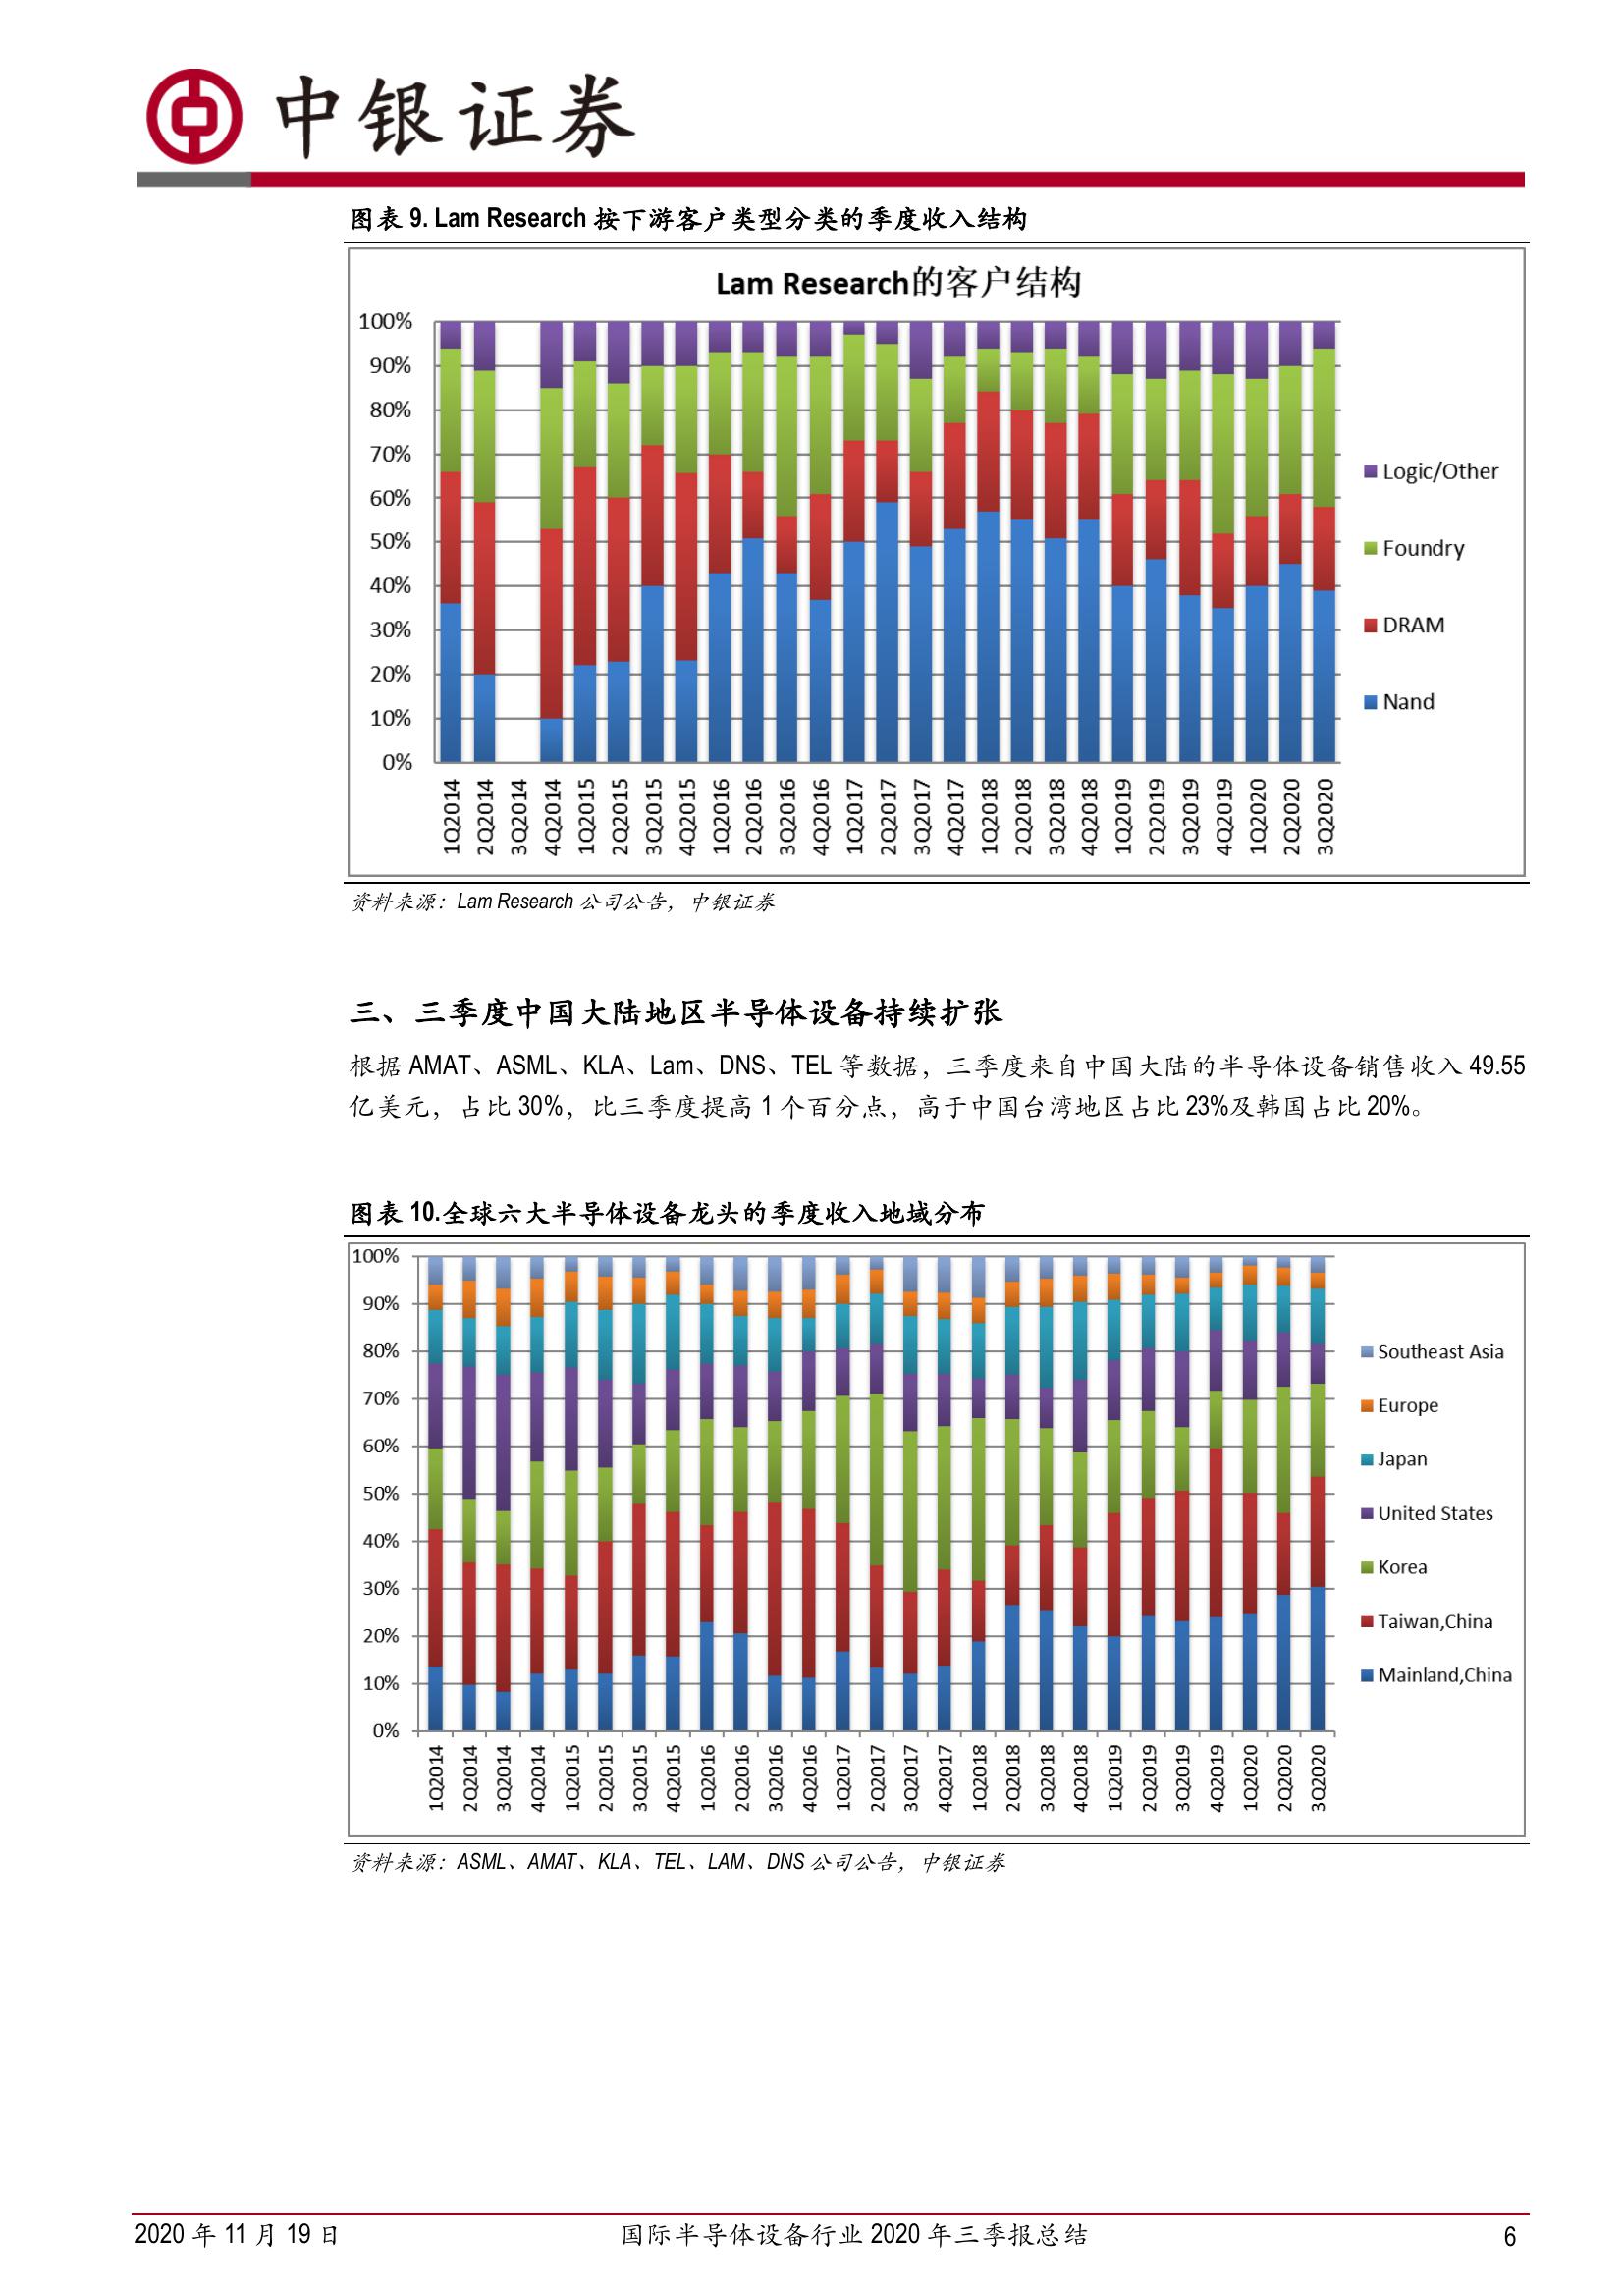 中银证券
图表 9. Lam Research 按下游客户类型分类的季度收入结构
Lam Research的客户结构
100%
90%
80%
70%
60%
50%
40%
30%
20%
10%
0%
Logic/Other
Foundry
DRAM
Nand
1Q2014
2Q2014
3Q2014
4Q2014
1Q2015
2Q2015
3Q2015
4Q2015
1Q2016
2Q2016
3Q2016
4Q2016
1Q2017
2Q2017
3Q2017
4Q2017
1Q2018
2Q2018
3Q2018
4Q2018
1Q2019
2Q2019
3Q2019
4Q2019
1Q2020
2Q2020
3Q2020
资料来源：Lam Research 公司公告，中银证券
三、三季度中国大陆地区半导体设备持续扩张
根据 AMAT、ASML、KLA、Lam、DNS、TEL 等数据，三季度来自中国大陆的半导体设备销售收入 49.55
亿美元，占比 30%，比三季度提高 1 个百分点，高于中国台湾地区占比 23%及韩国占比 20%。
图表 10.全球六大半导体设备龙头的季度收入地域分布
100%
90%
80%
70%
60%
50%
40%
30%
20%
10%
0%
Southeast Asia
Europe
Japan
United States
Korea
Taiwan,China
Mainland,China
1Q2014
2Q2014
3Q2014
4Q2014
1Q2015
2Q2015
3Q2015
4Q2015
1Q2016
2Q2016
3Q2016
4Q2016
1Q2017
2Q2017
3Q2017
4Q2017
1Q2018
2Q2018
3Q2018
4Q2018
1Q2019
2Q2019
3Q2019
4Q2019
1Q2020
2Q2020
3Q2020
资料来源：ASML、AMAT、KLA、TEL、LAM、DNS 公司公告，中银证券
2020 年 11 月 19 日
国际半导体设备行业 2020 年三季报总结
6